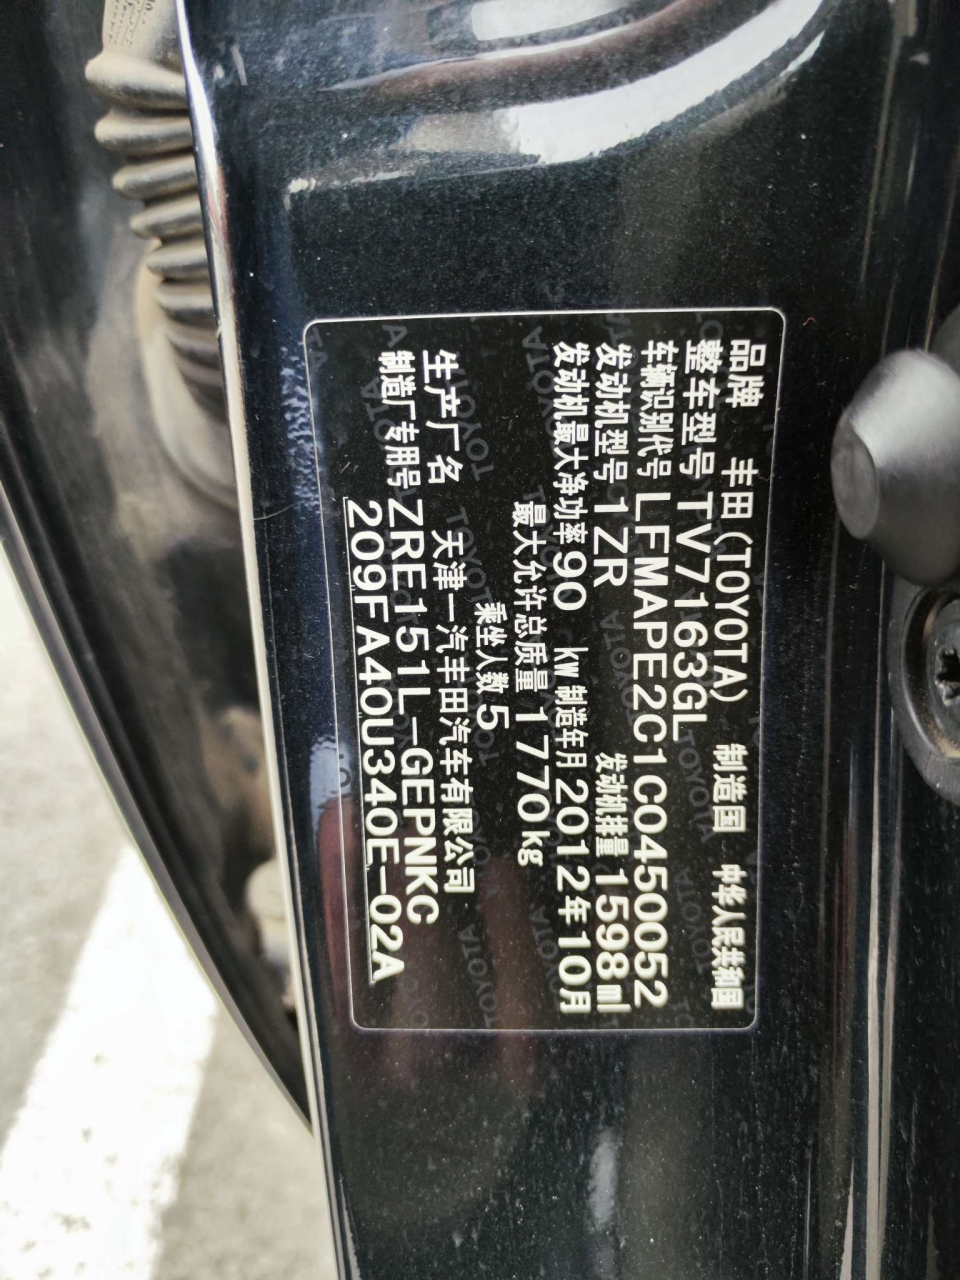 品牌 丰田(TOYOTA) 制造国 中华人民共和国
整车型号 TV7163GL
车辆识别代号 LFMAPE2C1C0450052
发动机型号 1ZR 发动机排量 1598ml
发动机最大净功率 90 kW 制造年月 2012年10月
最大允许总质量 1770kg
乘坐人数 5
生产厂名 天津一汽丰田汽车有限公司
制造厂专用号 ZRE151L-GEPNKC
209FA40U340E-02A